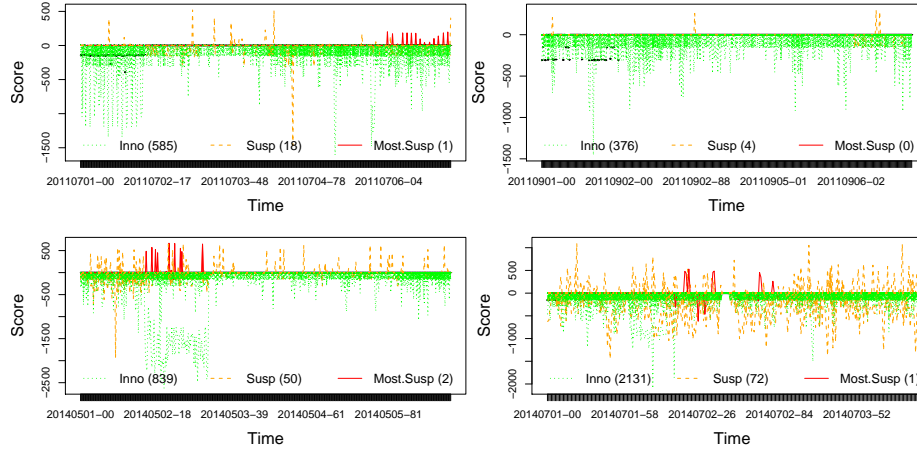 500
0
−500
−1500
Score
Inno (585) Susp (18) Most.Susp (1)
20110701−00 20110702−17 20110703−48 20110704−78 20110706−04
Time
0
−500
−1000
−1500
Score
Inno (376) Susp (4) Most.Susp (0)
20110901−00 20110902−00 20110902−88 20110905−01 20110906−02
Time
500
−500
−1500
−2500
Score
Inno (839) Susp (50) Most.Susp (2)
20140501−00 20140502−18 20140503−39 20140504−61 20140505−81
Time
500
0
−1000
−2000
Score
Inno (2131) Susp (72) Most.Susp (1)
20140701−00 20140701−58 20140702−26 20140702−84 20140703−52
Time